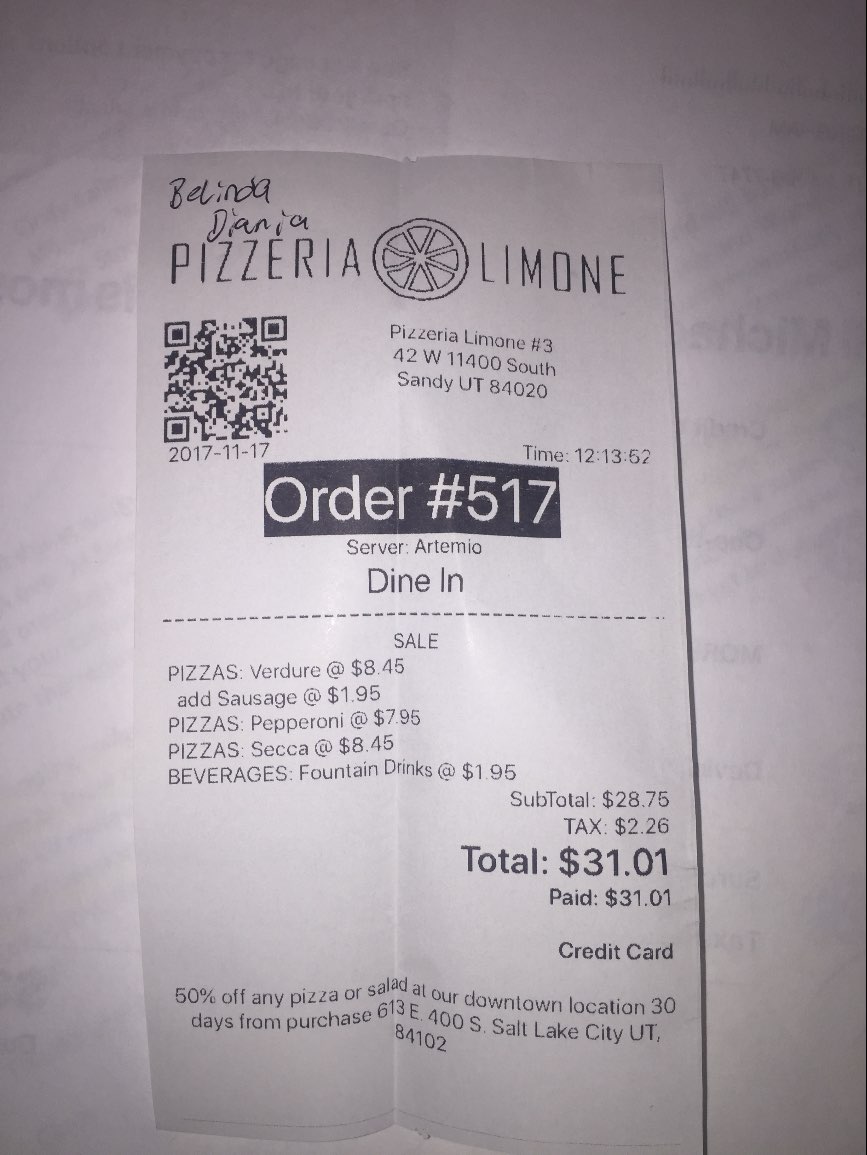 Belinda
Diania
PIZZERIA LIMONE
Pizzeria Limone #3
42 W 11400 South
Sandy UT 84020
2017-11-17 Time: 12:13:52
Order #517
Server: Artemio
Dine In
SALE
PIZZAS: Verdure @ $8.45
add Sausage @ $1.95
PIZZAS: Pepperoni @ $7.95
PIZZAS: Secca @ $8.45
BEVERAGES: Fountain Drinks @ $1.95
SubTotal: $28.75
TAX: $2.26
Total: $31.01
Paid: $31.01
Credit Card
50% off any pizza or salad at our downtown location 30
days from purchase 613 E. 400 S. Salt Lake City UT,
84102